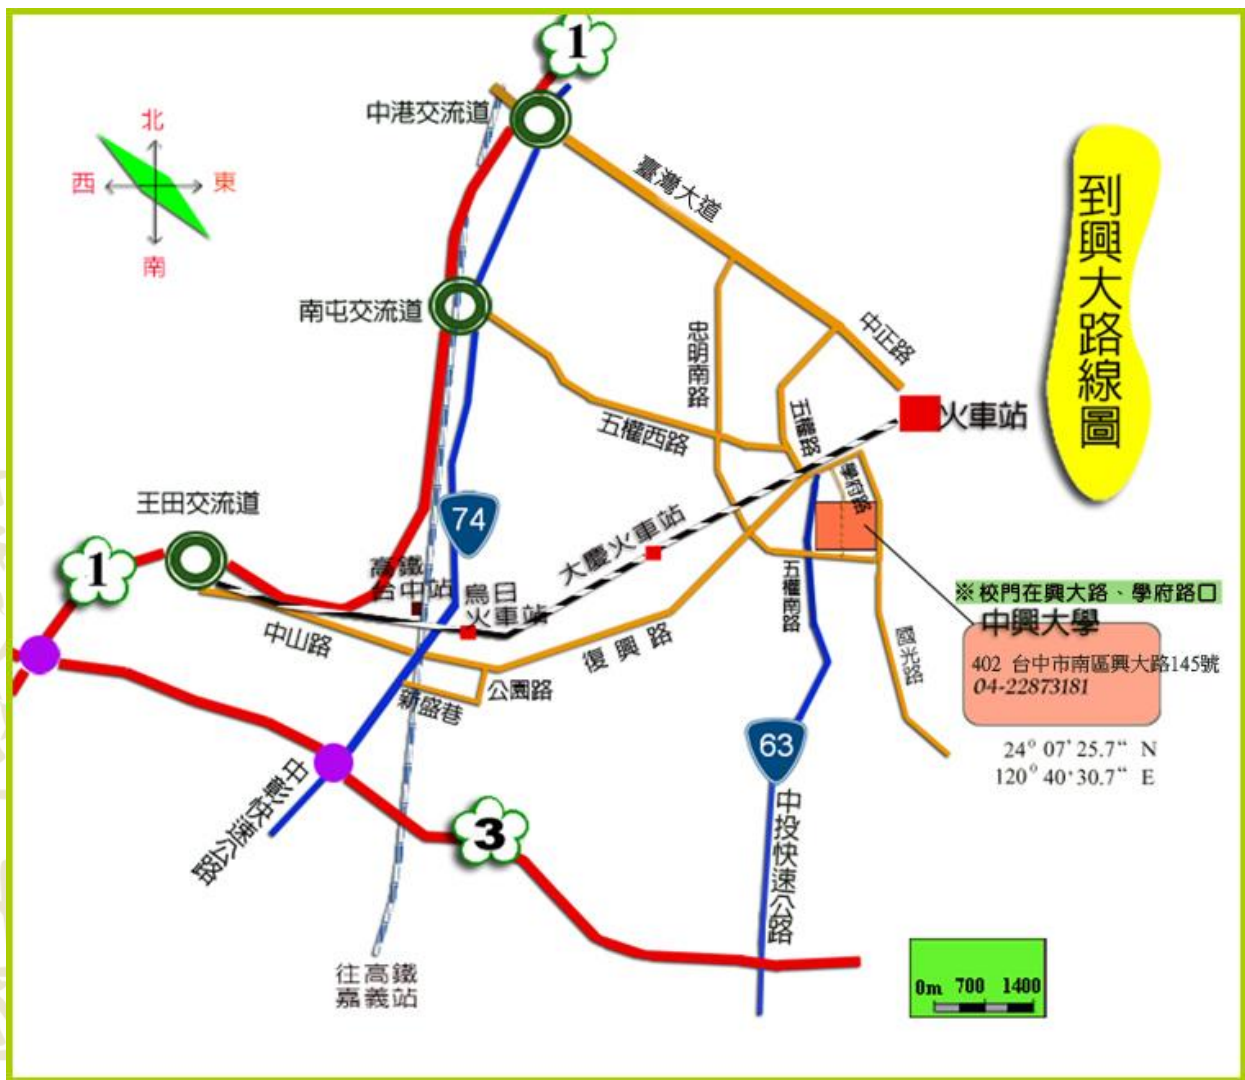 1
中港交流道
北
西
東
南
臺灣大道
到興大路線圖
南屯交流道
忠明南路
中正路
五權路
火車站
五權西路
學府路
王田交流道
74
大慶火車站
1
高鐵
台中站
烏日
火車站
五權南路
※校門在興大路、學府路口
中興大學
402 台中市南區興大路145號
04-22873181
中山路
復興路
國光路
公園路
新盛巷
24° 07' 25.7" N
120° 40' 30.7" E
63
中彰快速公路
3
中投快速公路
往高鐵
嘉義站
0m 700 1400